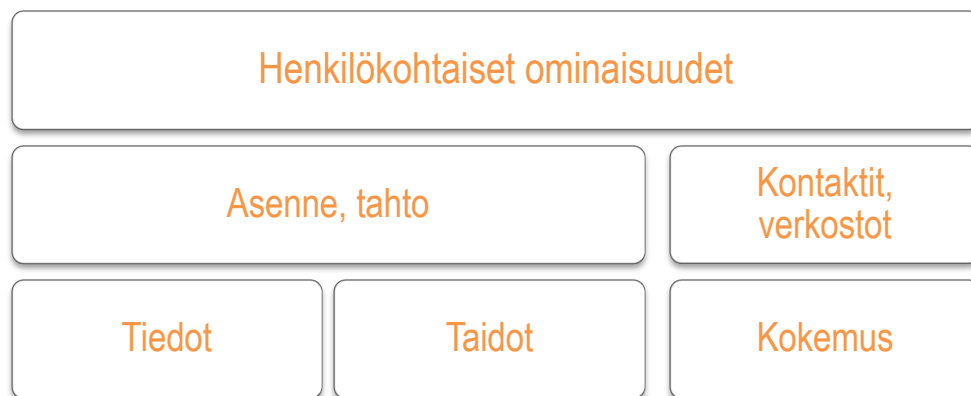 Henkilökohtaiset ominaisuudet
Asenne, tahto
Kontaktit,
verkostot
Tiedot
Taidot
Kokemus